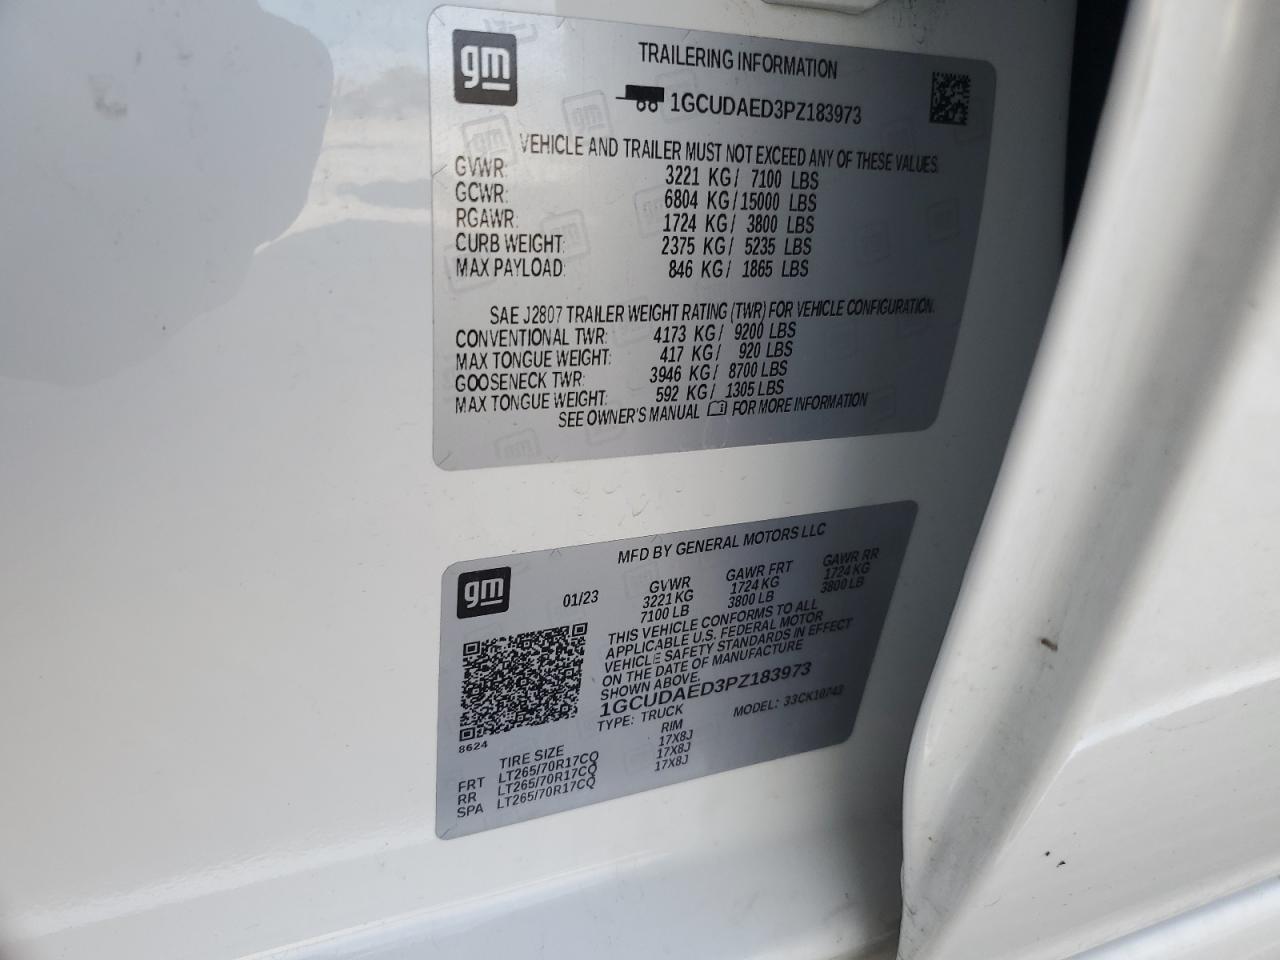 gm
TRAILERING INFORMATION
1GCUDAED3PZ183973
VEHICLE AND TRAILER MUST NOT EXCEED ANY OF THESE VALUES.
GVWR: 3221 KG/ 7100 LBS
GCWR: 6804 KG/15000 LBS
RGAWR: 1724 KG/ 3800 LBS
CURB WEIGHT: 2375 KG/ 5235 LBS
MAX PAYLOAD: 846 KG/ 1865 LBS
SAE J2807 TRAILER WEIGHT RATING (TWR) FOR VEHICLE CONFIGURATION.
CONVENTIONAL TWR: 4173 KG/ 9200 LBS
MAX TONGUE WEIGHT: 417 KG/ 920 LBS
GOOSENECK TWR: 3946 KG/ 8700 LBS
MAX TONGUE WEIGHT: 592 KG/ 1305 LBS
SEE OWNER'S MANUAL FOR MORE INFORMATION
gm
MFD BY GENERAL MOTORS LLC
01/23
GVWR GAWR FRT GAWR RR
3221 KG 1724 KG 1724 KG
7100 LB 3800 LB 3800 LB
THIS VEHICLE CONFORMS TO ALL
APPLICABLE U.S. FEDERAL MOTOR
VEHICLE SAFETY STANDARDS IN EFFECT
ON THE DATE OF MANUFACTURE
SHOWN ABOVE.
1GCUDAED3PZ183973
TYPE: TRUCK MODEL: 33CK10743
8624
TIRE SIZE RIM
FRT LT265/70R17CQ 17X8J
RR LT265/70R17CQ 17X8J
SPA LT265/70R17CQ 17X8J